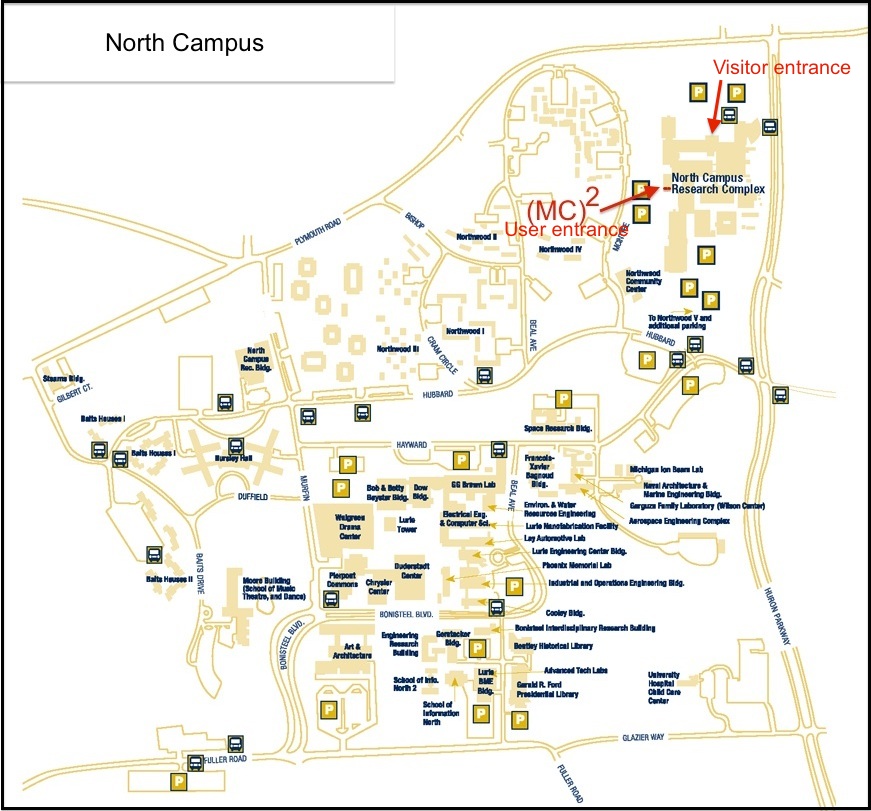 North Campus
Visitor entrance
P
P
North Campus
Research Complex
P
(MC)2
User entrance
P
MCINTYRE
PLYMOUTH ROAD
BISHOP
Northwood II
Northwood IV
P
Northwood
Community
Center
P
P
To Northwood V and
additional parking
Northwood I
BEAL AVE
HUBBARD
Northwood III
CRAM CIRCLE
North
Campus
Rec. Bldg.
P
Stearns Bldg.
GILBERT CT.
P
HUBBARD
P
Baits Houses I
Space Research Bldg.
HAYWARD
Baits Houses I
Bursley Hall
P
P
Francois-
Xavier
Bagnoud
Bldg.
Michigan Ion Beam Lab
MURFIN
P
Bob & Betty
Beyster Bldg.
Dow
Bldg.
GG Brown Lab
BEAL AVE
Naval Architecture &
Marine Engineering Bldg.
DUFFIELD
Environ. & Water
Resources Engineering
Gorguze Family Laboratory (Wilson Center)
Walgreen
Drama
Center
Lurie
Tower
Electrical Eng.
& Computer Sci.
Lurie Nanofabrication Facility
Aerospace Engineering Complex
Lay Automotive Lab
Lurie Engineering Center Bldg.
Phoenix Memorial Lab
Baits Houses II
BAITS DRIVE
Moore Building
(School of Music
Theatre, and Dance)
Pierpont
Commons
Chrysler
Center
Duderstadt
Center
Industrial and Operations Engineering Bldg.
P
HURON PARKWAY
BONISTEEL BLVD.
Cooley Bldg.
BONISTEEL BLVD.
Bonisteel Interdisciplinary Research Building
Engineering
Research
Building
Gerstacker
Bldg.
Art &
Architecture
P
Bentley Historical Library
Advanced Tech Labs
School of Info.
North 2
Lurie
BME
Bldg.
Gerald R. Ford
Presidential Library
University
Hospital
Child Care
Center
School of
Information
North
P
P
P
GLAZIER WAY
FULLER ROAD
P
FULLER ROAD